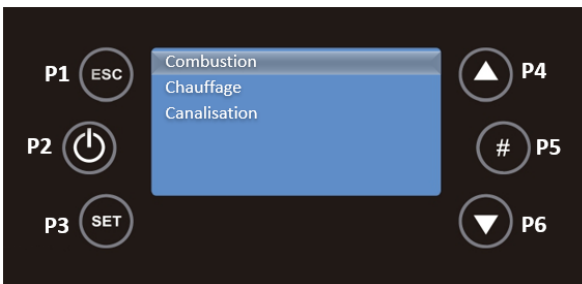 P1 ESC
P2
P3 SET
Combustion
Chauffage
Canalisation
P4
# P5
P6